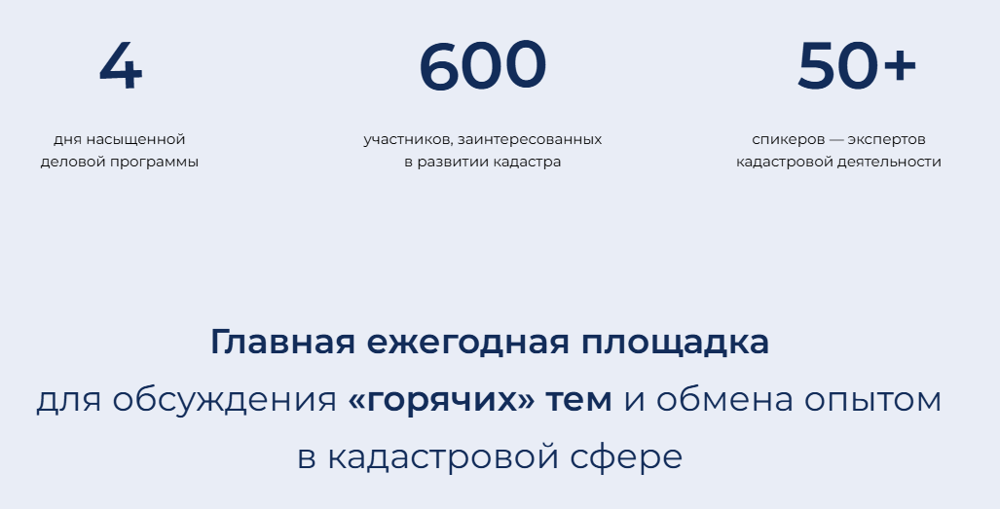 4
дня насыщенной
деловой программы
600
участников, заинтересованных
в развитии кадастра
50+
спикеров — экспертов
кадастровой деятельности
Главная ежегодная площадка
для обсуждения «горячих» тем и обмена опытом
в кадастровой сфере